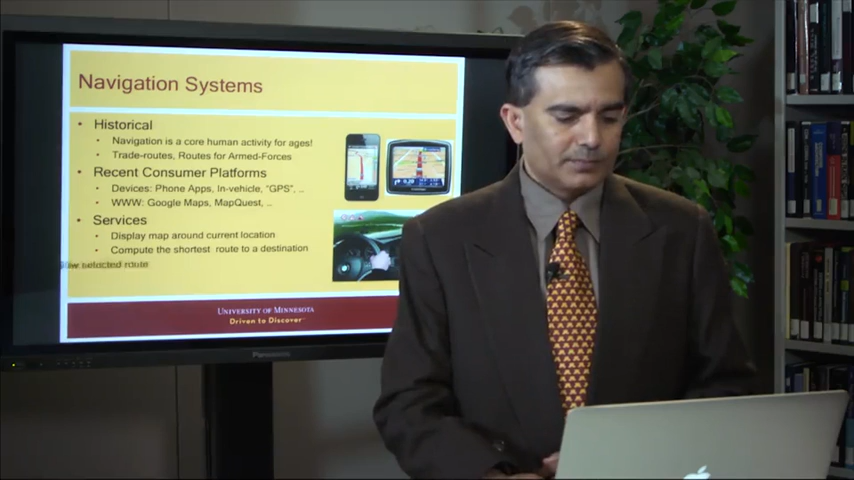 Navigation Systems
• Historical
• Navigation is a core human activity for ages!
• Trade-routes, Routes for Armed-Forces
• Recent Consumer Platforms
• Devices: Phone Apps, In-vehicle, "GPS", ..
• WWW: Google Maps, MapQuest, ..
• Services
• Display map around current location
• Compute the shortest route to a destination
selected route
UNIVERSITY OF MINNESOTA
Driven to Discover
Panasonic